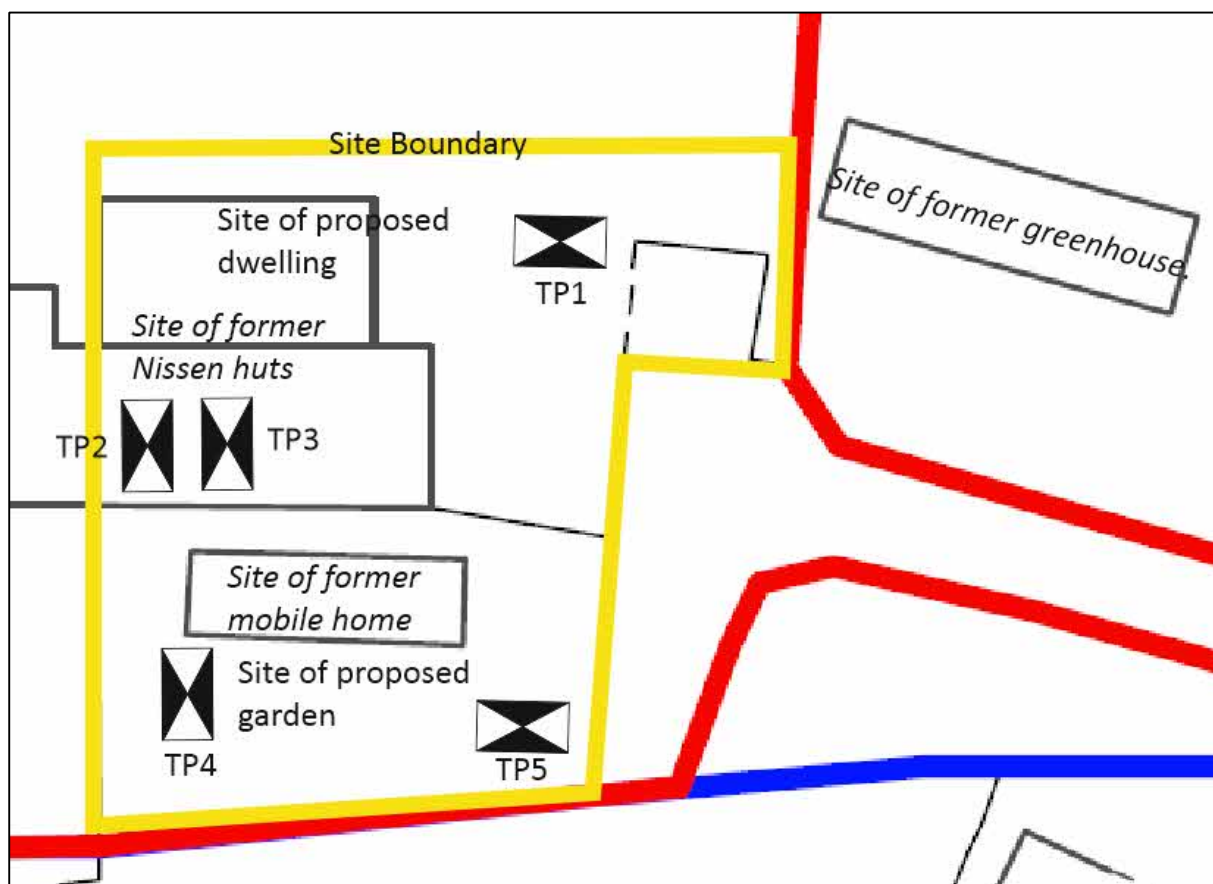 Site Boundary
Site of proposed
dwelling
TP1
Site of former greenhouse.
Site of former
Nissen huts
TP2
TP3
Site of former
mobile home
Site of proposed
garden
TP4
TP5